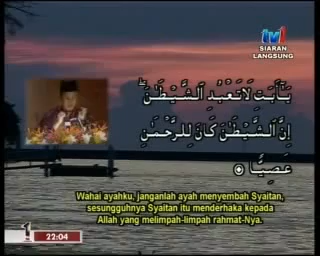 tv1
SIARAN
LANGSUNG
يَـٰٓأَبَتِ لَا تَعْبُدِ ٱلشَّيْطَـٰنَ ۖ
إِنَّ ٱلشَّيْطَـٰنَ كَانَ لِلرَّحْمَـٰنِ
عَصِيًّا
Wahai ayahku, janganlah ayah menyembah Syaitan,
sesungguhnya Syaitan itu menderhaka kepada
Allah yang melimpah-limpah rahmat-Nya.
1 22:04